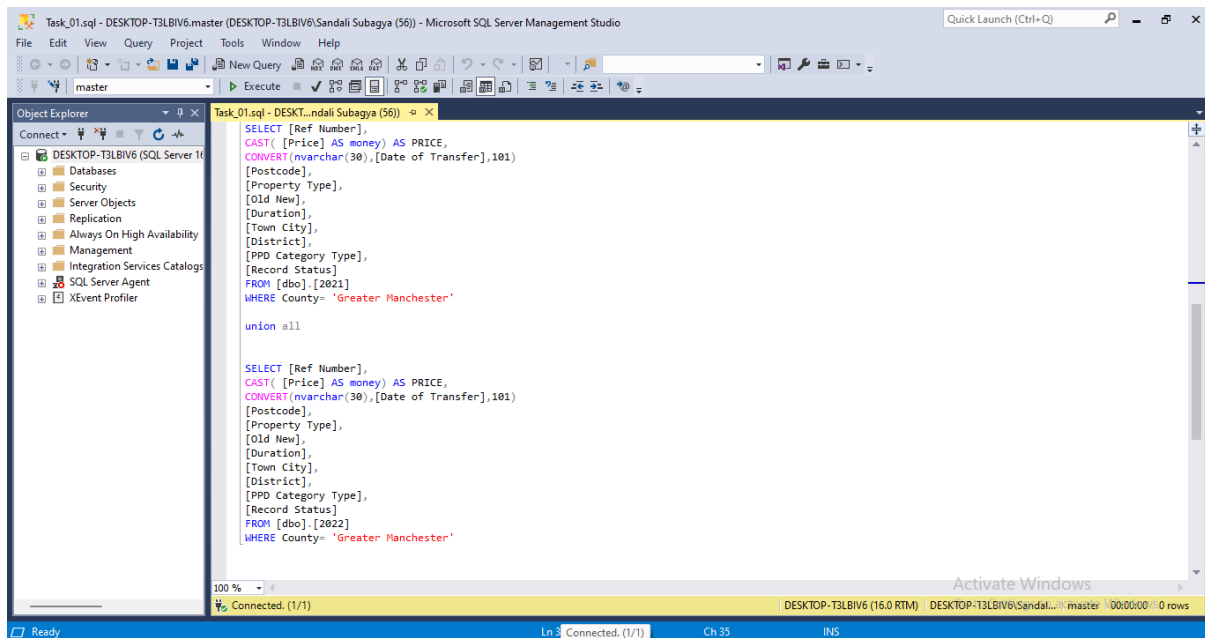 Task_01.sql - DESKTOP-T3LBIV6.master (DESKTOP-T3LBIV6\Sandali Subagya (56)) - Microsoft SQL Server Management Studio
Quick Launch (Ctrl+Q)
File Edit View Query Project Tools Window Help
New Query
master
Execute
Object Explorer
Task_01.sql - DESKT...ndali Subagya (56))
Connect
DESKTOP-T3LBIV6 (SQL Server 16
Databases
Security
Server Objects
Replication
Always On High Availability
Management
Integration Services Catalogs
SQL Server Agent
XEvent Profiler
SELECT [Ref Number],
CAST( [Price] AS money) AS PRICE,
CONVERT(nvarchar(30),[Date of Transfer],101)
[Postcode],
[Property Type],
[Old New],
[Duration],
[Town City],
[District],
[PPD Category Type],
[Record Status]
FROM [dbo].[2021]
WHERE County= 'Greater Manchester'
union all
SELECT [Ref Number],
CAST( [Price] AS money) AS PRICE,
CONVERT(nvarchar(30),[Date of Transfer],101)
[Postcode],
[Property Type],
[Old New],
[Duration],
[Town City],
[District],
[PPD Category Type],
[Record Status]
FROM [dbo].[2022]
WHERE County= 'Greater Manchester'
100 %
Activate Windows
Connected. (1/1)
DESKTOP-T3LBIV6 (16.0 RTM)
master
00:00:00
0 rows
Ready
Connected. (1/1)
Ch 35
INS